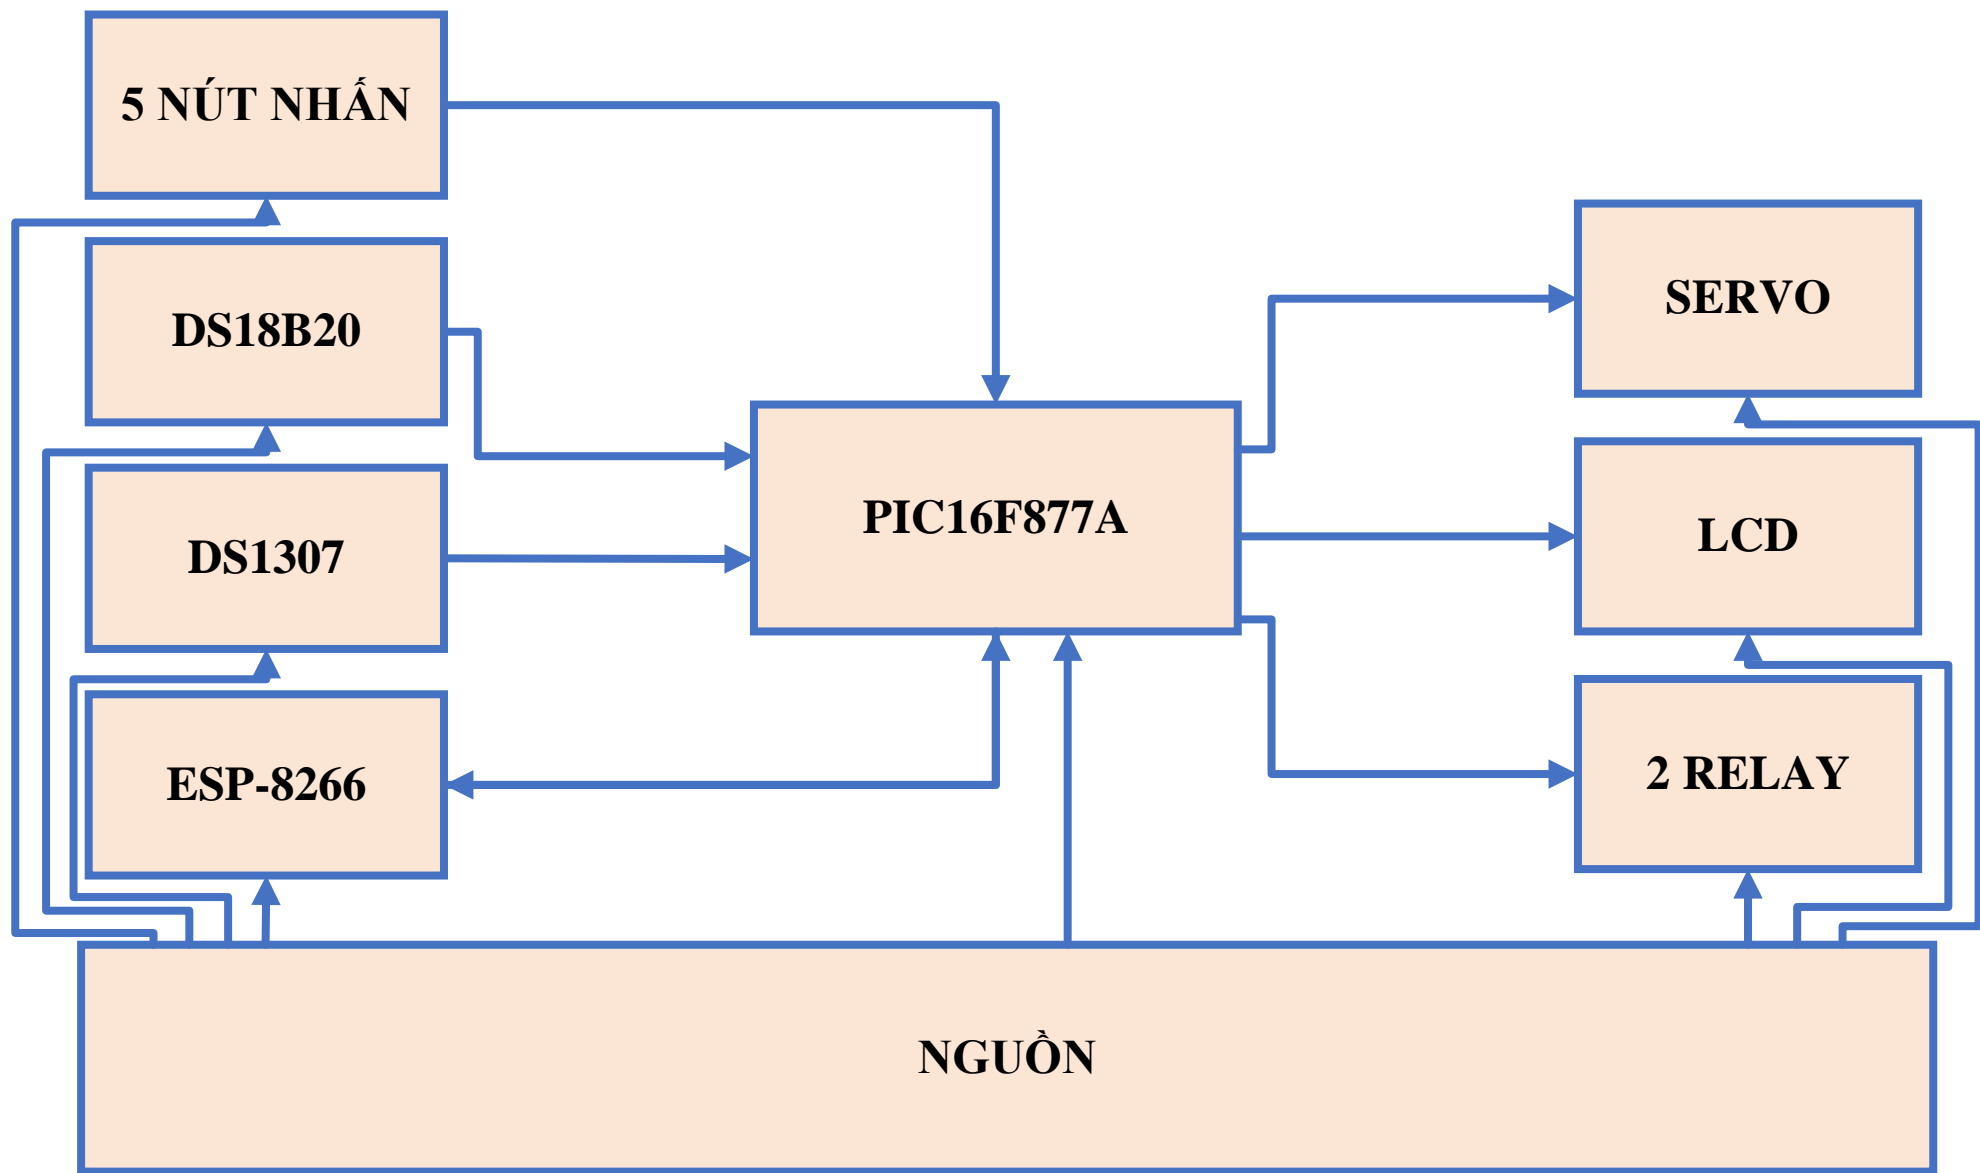 5 NÚT NHẤN
DS18B20
DS1307
ESP-8266
PIC16F877A
SERVO
LCD
2 RELAY
NGUỒN